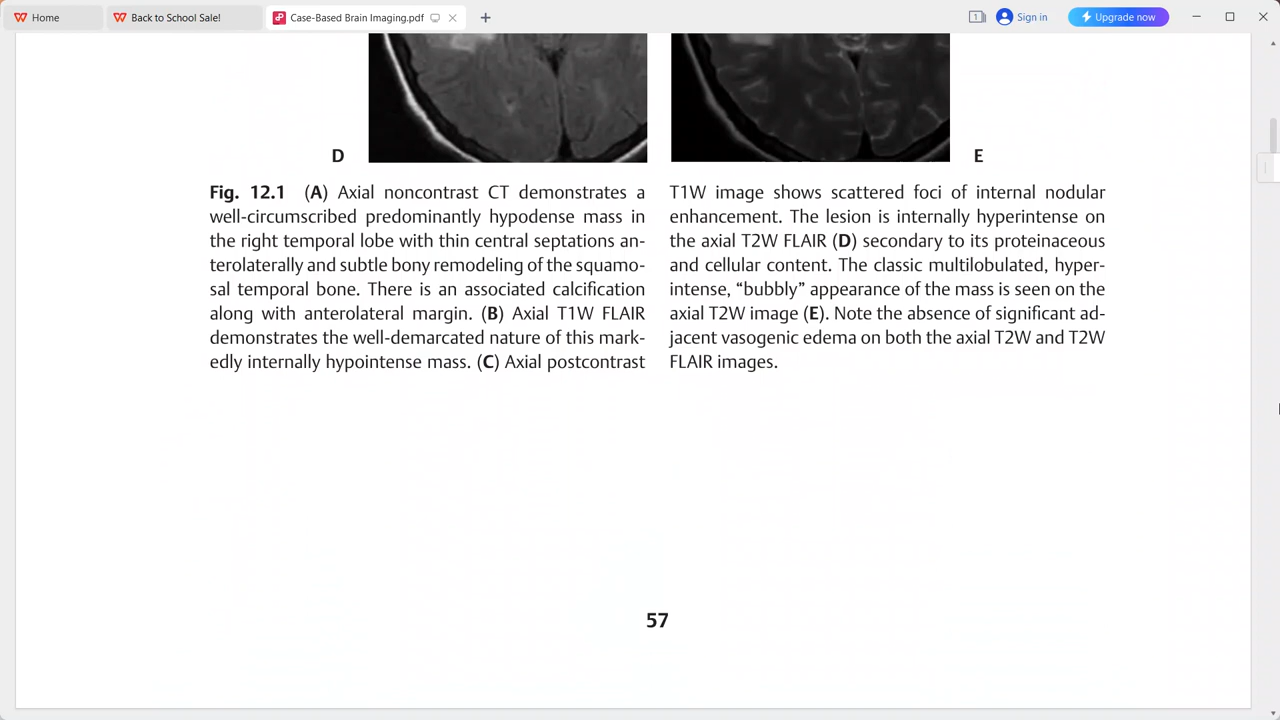 Home
Back to School Sale!
Case-Based Brain Imaging.pdf
1
Sign in
Upgrade now
D
E
Fig. 12.1 (A) Axial noncontrast CT demonstrates a
well-circumscribed predominantly hypodense mass in
the right temporal lobe with thin central septations an-
terolaterally and subtle bony remodeling of the squamo-
sal temporal bone. There is an associated calcification
along with anterolateral margin. (B) Axial T1W FLAIR
demonstrates the well-demarcated nature of this mark-
edly internally hypointense mass. (C) Axial postcontrast
T1W image shows scattered foci of internal nodular
enhancement. The lesion is internally hyperintense on
the axial T2W FLAIR (D) secondary to its proteinaceous
and cellular content. The classic multilobulated, hyper-
intense, “bubbly” appearance of the mass is seen on the
axial T2W image (E). Note the absence of significant ad-
jacent vasogenic edema on both the axial T2W and T2W
FLAIR images.
57